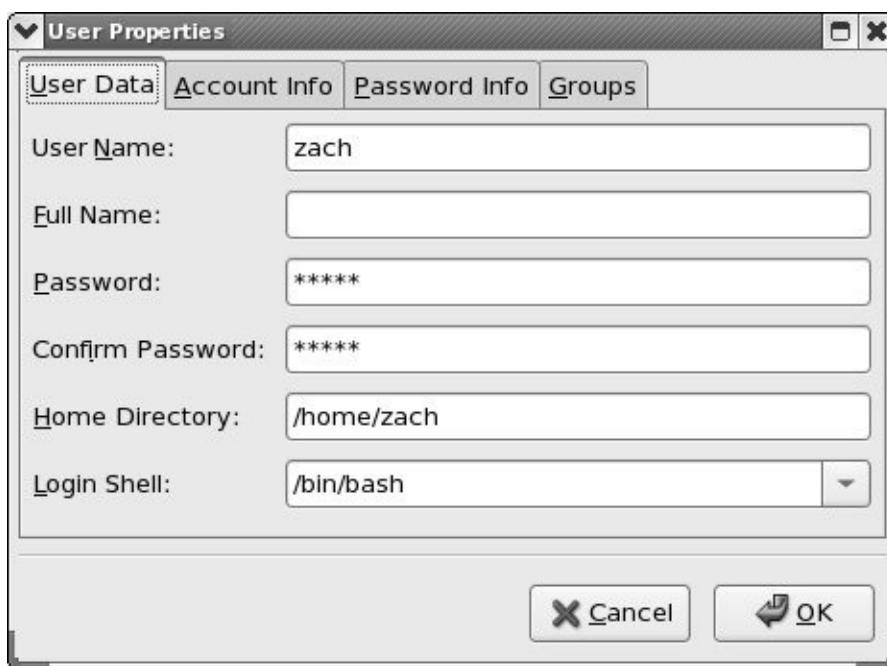 User Properties
User Data Account Info Password Info Groups
User Name: zach
Full Name:
Password: *****
Confirm Password: *****
Home Directory: /home/zach
Login Shell: /bin/bash
Cancel OK